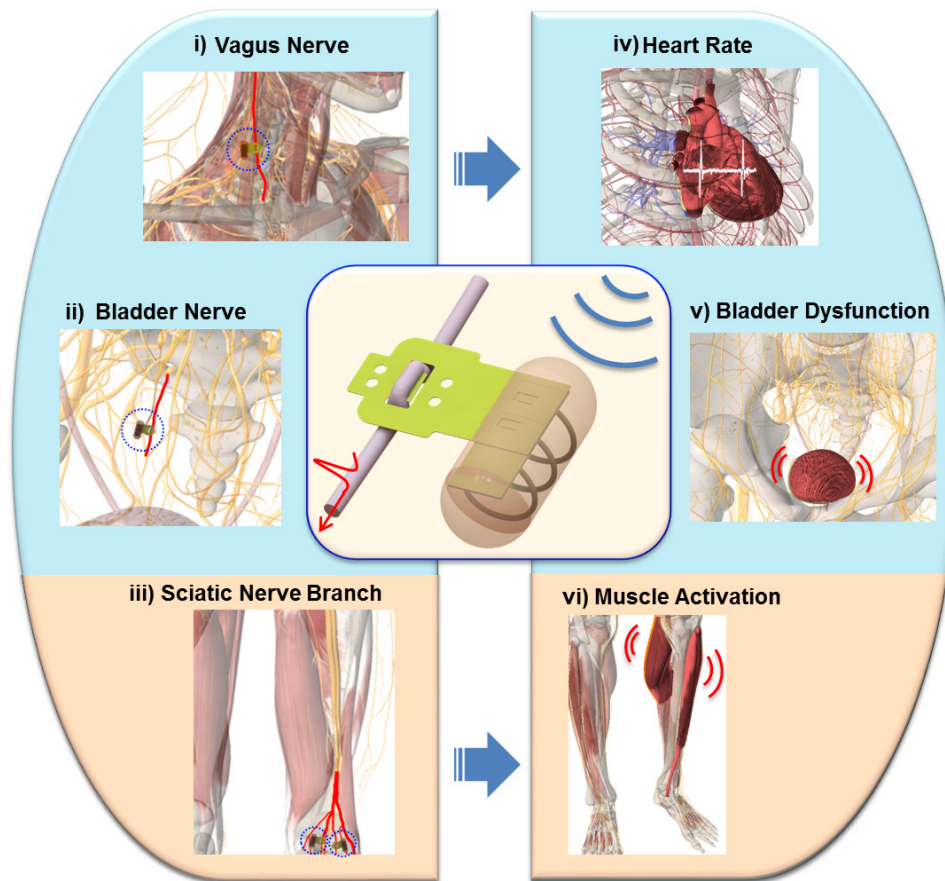 i) Vagus Nerve
iv) Heart Rate
ii) Bladder Nerve
v) Bladder Dysfunction
iii) Sciatic Nerve Branch
vi) Muscle Activation